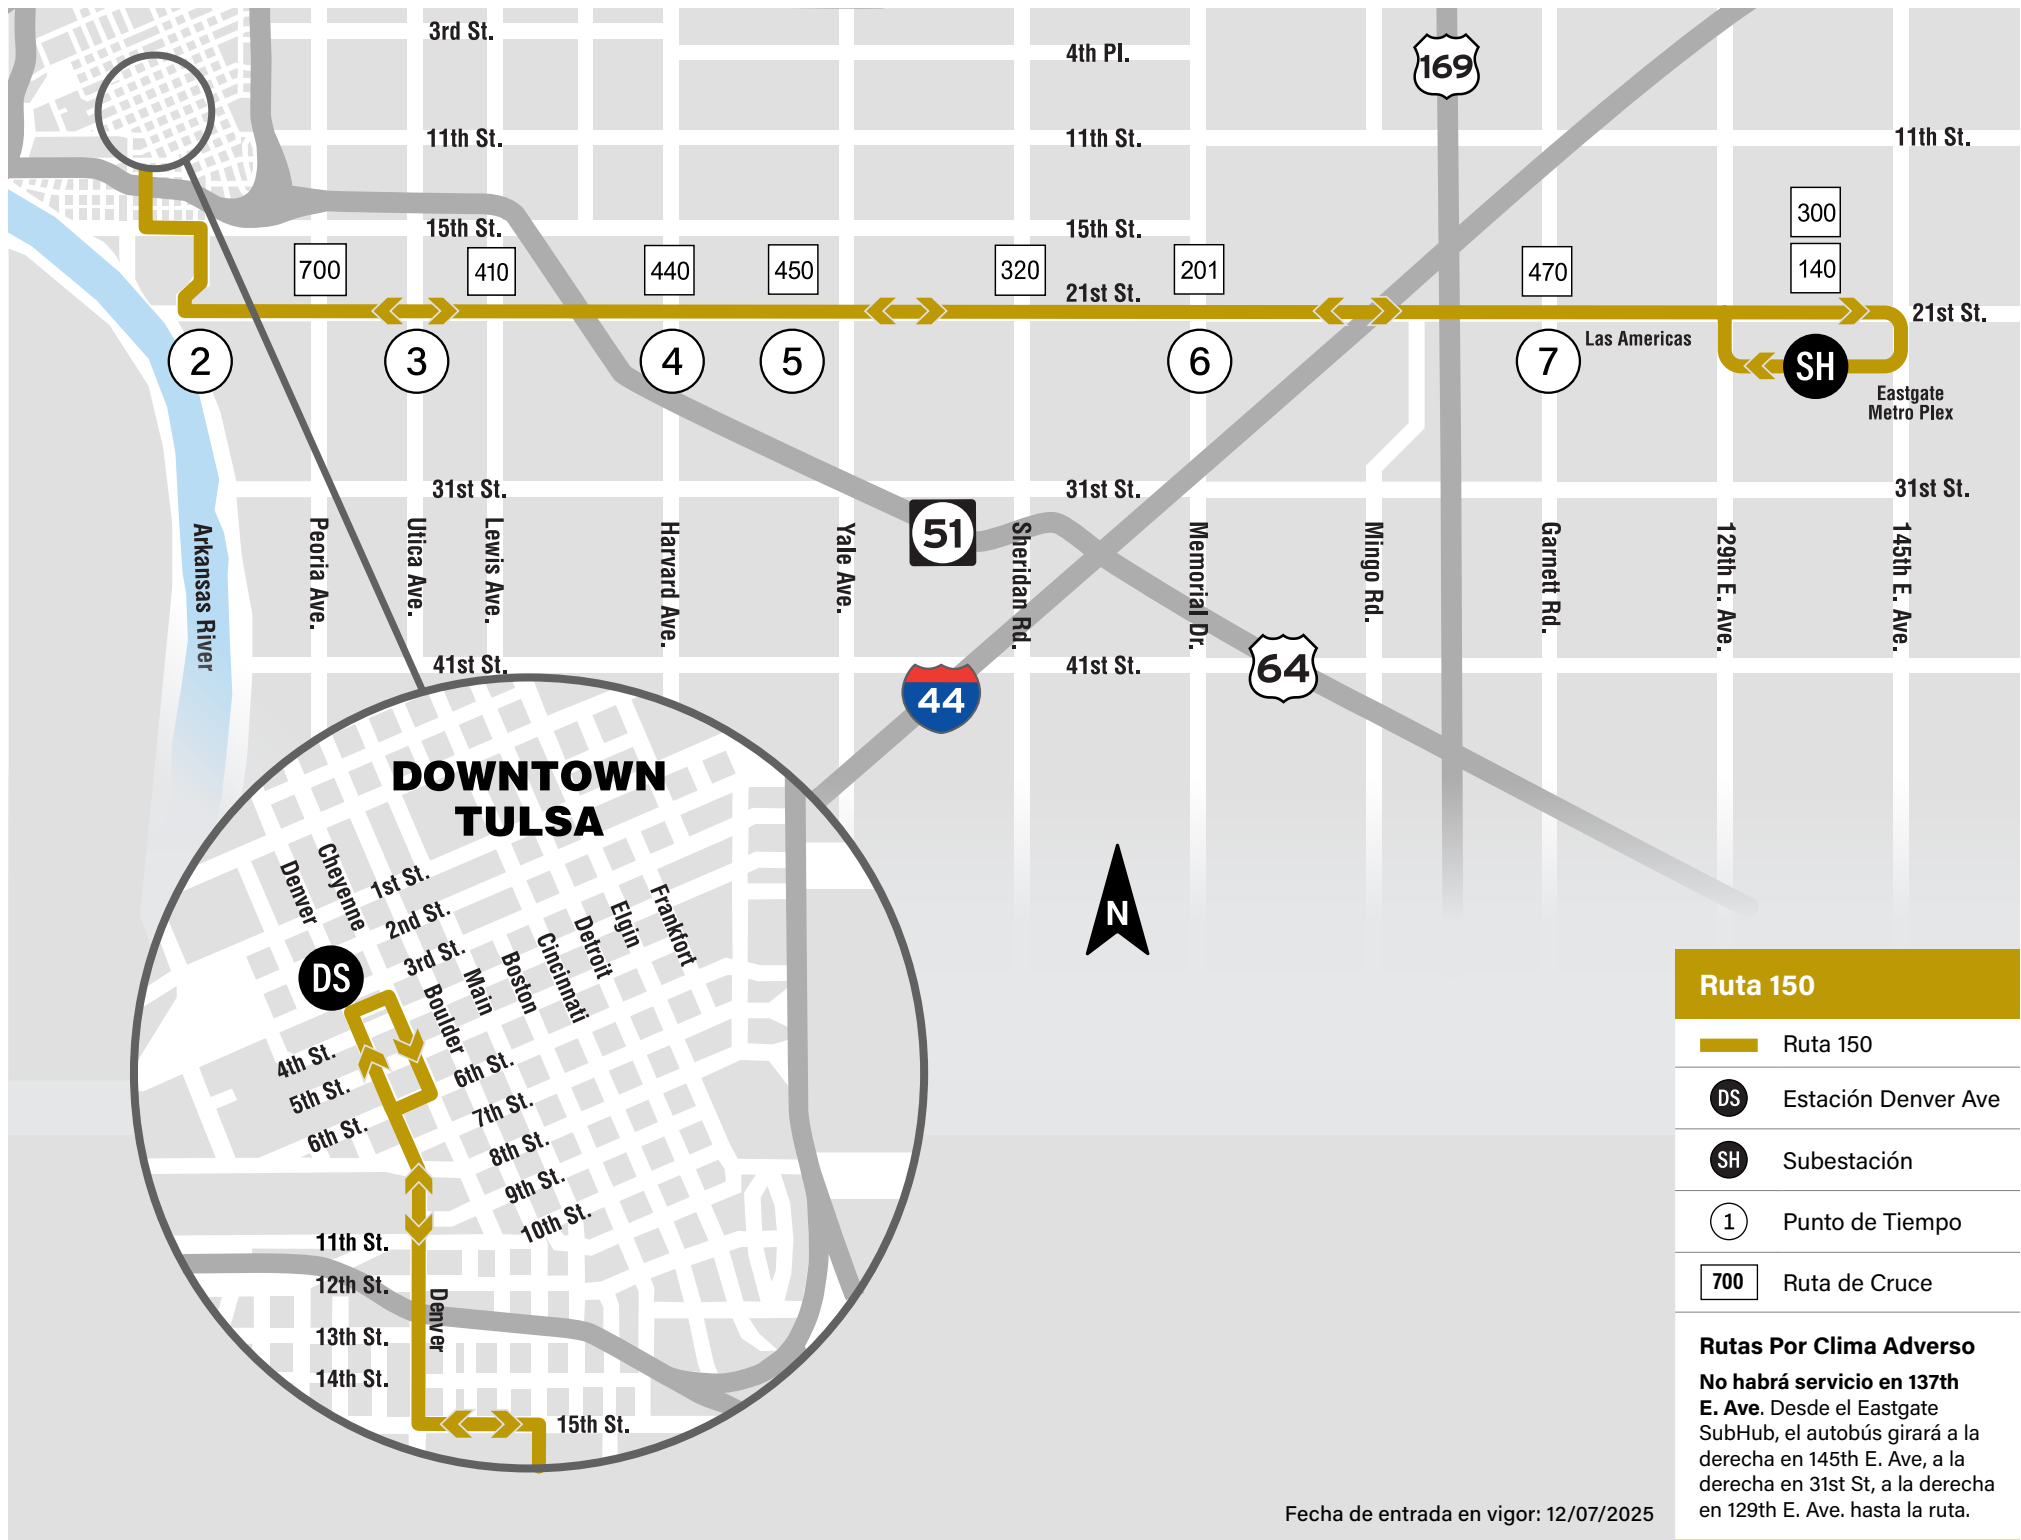 3rd St.
4th Pl.
169
11th St.
11th St.
11th St.
15th St.
15th St.
300
700
410
440
450
320
201
470
140
21st St.
21st St.
2
3
4
5
6
7
Las Americas
SH
Eastgate
Metro Plex
31st St.
31st St.
31st St.
51
Arkansas River
Peoria Ave.
Utica Ave.
Lewis Ave.
Harvard Ave.
Yale Ave.
Sheridan Rd.
Memorial Dr.
Mingo Rd.
Garnett Rd.
129th E. Ave.
145th E. Ave.
41st St.
41st St.
64
44
DOWNTOWN
TULSA
Denver
Cheyenne
1st St.
2nd St.
3rd St.
Boulder
Main
Boston
Cincinnati
Detroit
Elgin
Frankfort
DS
4th St.
5th St.
6th St.
6th St.
7th St.
8th St.
9th St.
10th St.
11th St.
12th St.
13th St.
14th St.
Denver
15th St.
N
Ruta 150
Ruta 150
DS Estación Denver Ave
SH Subestación
1 Punto de Tiempo
700 Ruta de Cruce
Rutas Por Clima Adverso
No habrá servicio en 137th
E. Ave. Desde el Eastgate
SubHub, el autobús girará a la
derecha en 145th E. Ave, a la
derecha en 31st St, a la derecha
en 129th E. Ave. hasta la ruta.
Fecha de entrada en vigor: 12/07/2025